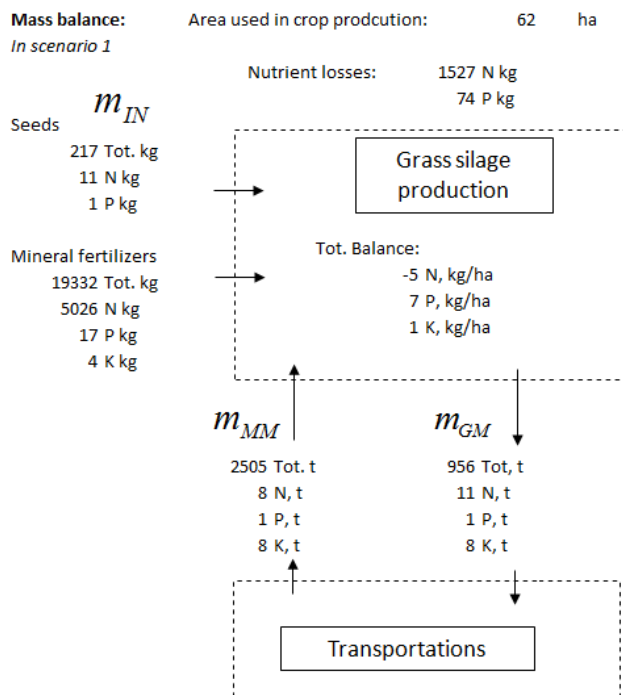 Mass balance: Area used in crop prodcution: 62 ha
In scenario 1
Nutrient losses: 1527 N kg
74 P kg
m_IN
Seeds
217 Tot. kg
11 N kg
1 P kg
Grass silage
production
Mineral fertilizers
19332 Tot. kg
5026 N kg
17 P kg
4 K kg
Tot. Balance:
-5 N, kg/ha
7 P, kg/ha
1 K, kg/ha
m_MM
2505 Tot. t
8 N, t
1 P, t
8 K, t
m_GM
956 Tot, t
11 N, t
1 P, t
8 K, t
Transportations